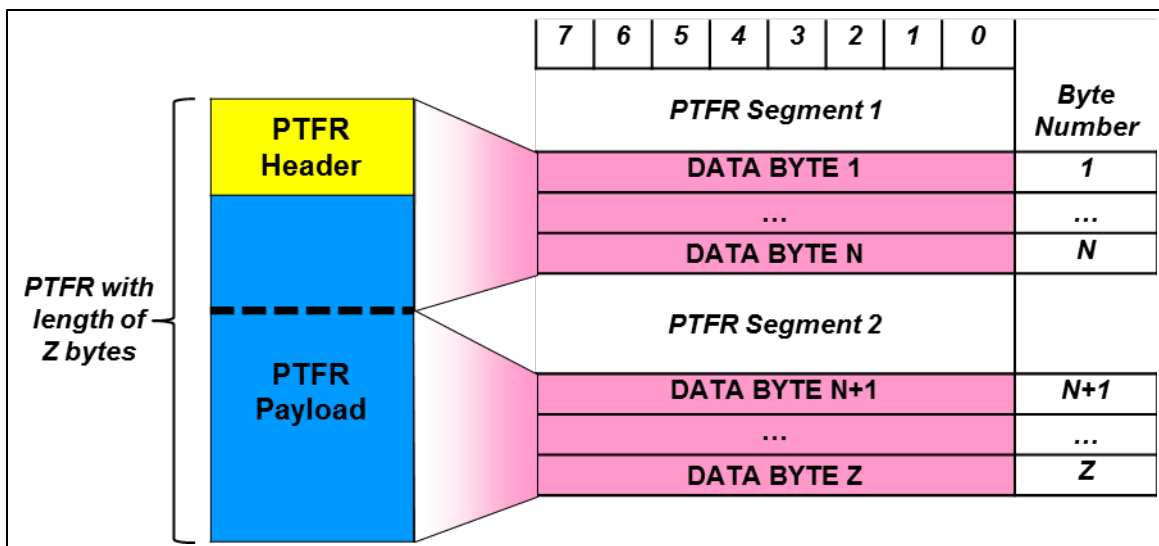 7 6 5 4 3 2 1 0
PTFR Segment 1
Byte
Number
PTFR
Header
DATA BYTE 1 1
... ...
DATA BYTE N N
PTFR with
length of
Z bytes
PTFR Segment 2
PTFR
Payload
DATA BYTE N+1 N+1
... ...
DATA BYTE Z Z